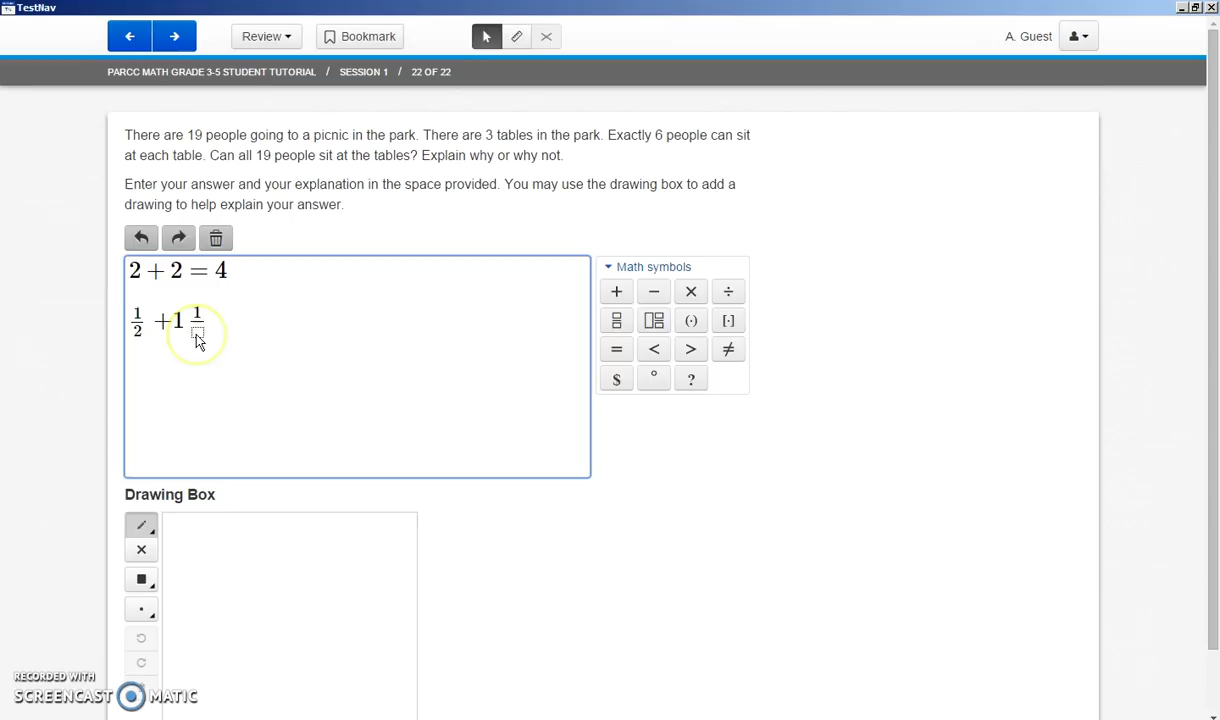 TestNav
Review
Bookmark
A. Guest
PARCC MATH GRADE 3-5 STUDENT TUTORIAL / SESSION 1 / 22 OF 22
There are 19 people going to a picnic in the park. There are 3 tables in the park. Exactly 6 people can sit
at each table. Can all 19 people sit at the tables? Explain why or why not.
Enter your answer and your explanation in the space provided. You may use the drawing box to add a
drawing to help explain your answer.
2 + 2 = 4
Math symbols
+ − × ÷
(·) [·]
1/2 + 1 1/
= < > ≠
$ ° ?
Drawing Box
RECORDED WITH
SCREENCAST MATIC